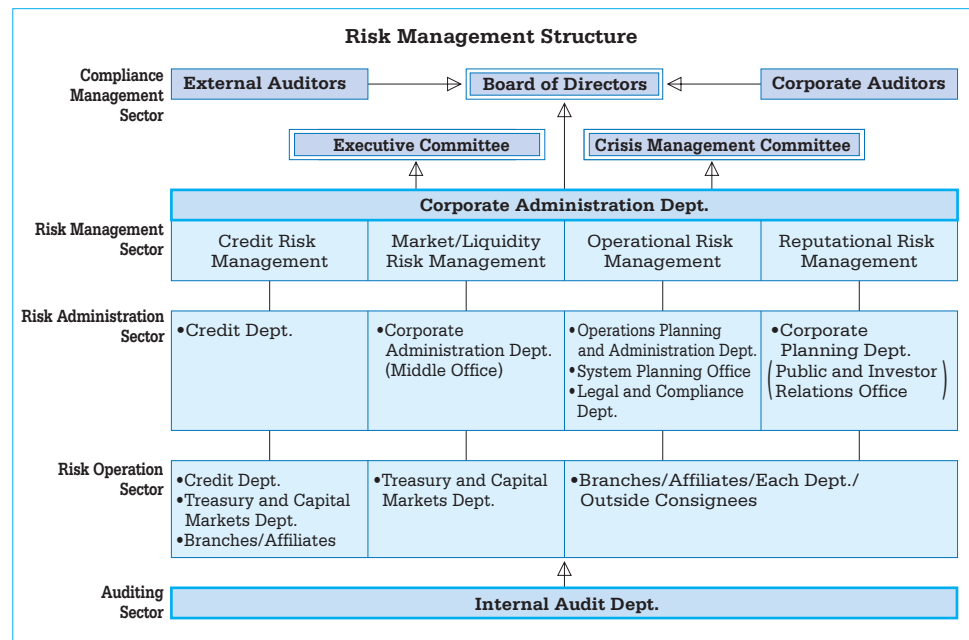 Risk Management Structure
Compliance
Management
Sector
External Auditors
Board of Directors
Corporate Auditors
Executive Committee
Crisis Management Committee
Corporate Administration Dept.
Risk Management
Sector
Credit Risk
Management
Market/Liquidity
Risk Management
Operational Risk
Management
Reputational Risk
Management
Risk Administration
Sector
•Credit Dept.
•Corporate
Administration Dept.
(Middle Office)
•Operations Planning
and Administration Dept.
•System Planning Office
•Legal and Compliance
Dept.
•Corporate
Planning Dept.
(Public and Investor
Relations Office)
Risk Operation
Sector
•Credit Dept.
•Treasury and Capital
Markets Dept.
•Branches/Affiliates
•Treasury and Capital
Markets Dept.
•Branches/Affiliates/Each Dept./
Outside Consignees
Auditing
Sector
Internal Audit Dept.